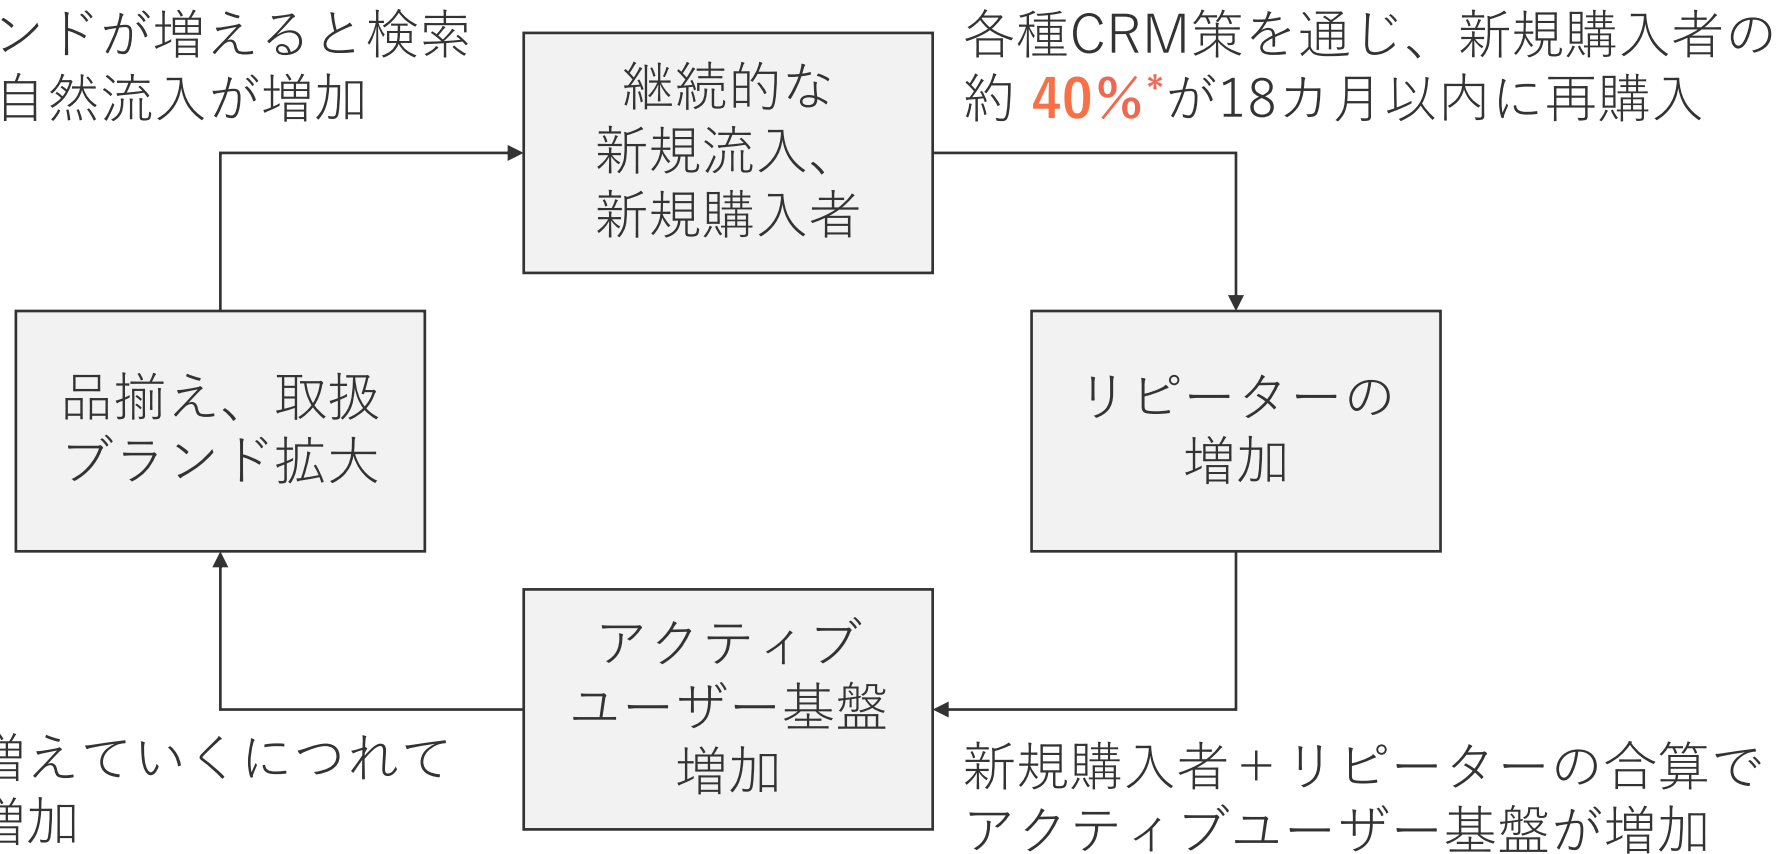 ンドが増えると検索
自然流入が増加
継続的な
新規流入、
新規購入者
各種CRM策を通じ、新規購入者の
約 40%*が18カ月以内に再購入
品揃え、取扱
ブランド拡大
リピーターの
増加
アクティブ
ユーザー基盤
増加
増えていくにつれて
増加
新規購入者＋リピーターの合算で
アクティブユーザー基盤が増加